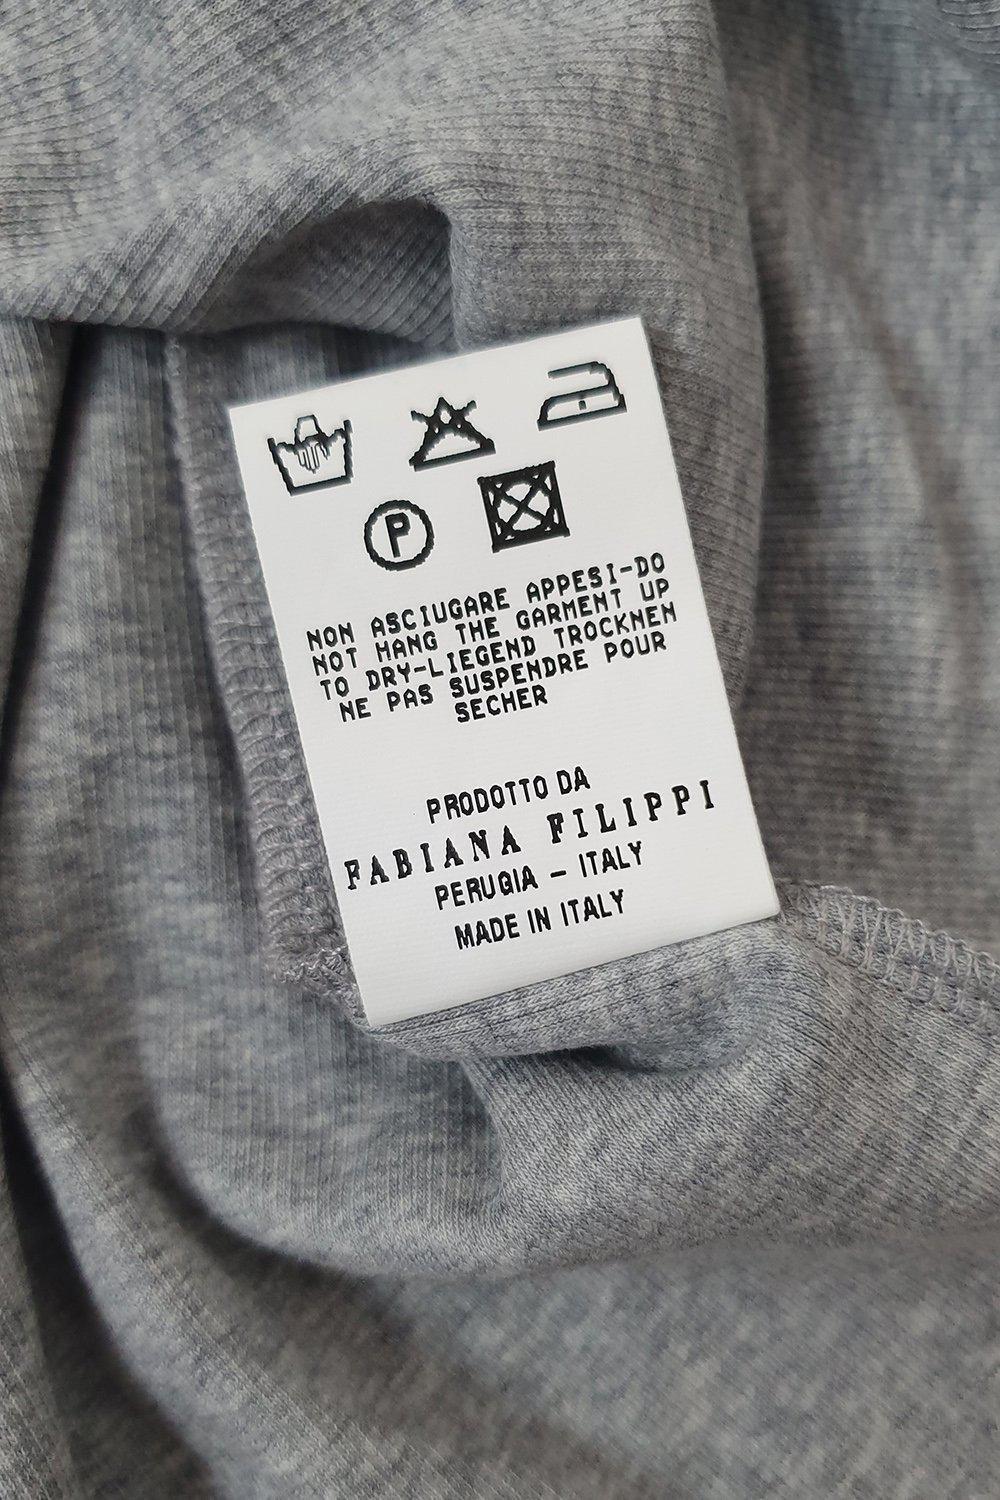 P
NON ASCIUGARE APPESI-DO
NOT HANG THE GARMENT UP
TO DRY-LIEGEND TROCKNEN
NE PAS SUSPENDRE POUR
SECHER
PRODOTTO DA
FABIANA FILIPPI
PERUGIA - ITALY
MADE IN ITALY